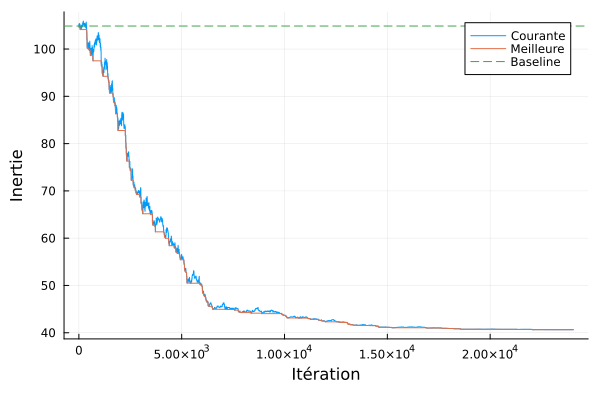 Courante
Meilleure
Baseline
Inertie
100
90
80
70
60
50
40
0
5.00×10³
1.00×10⁴
1.50×10⁴
2.00×10⁴
Itération